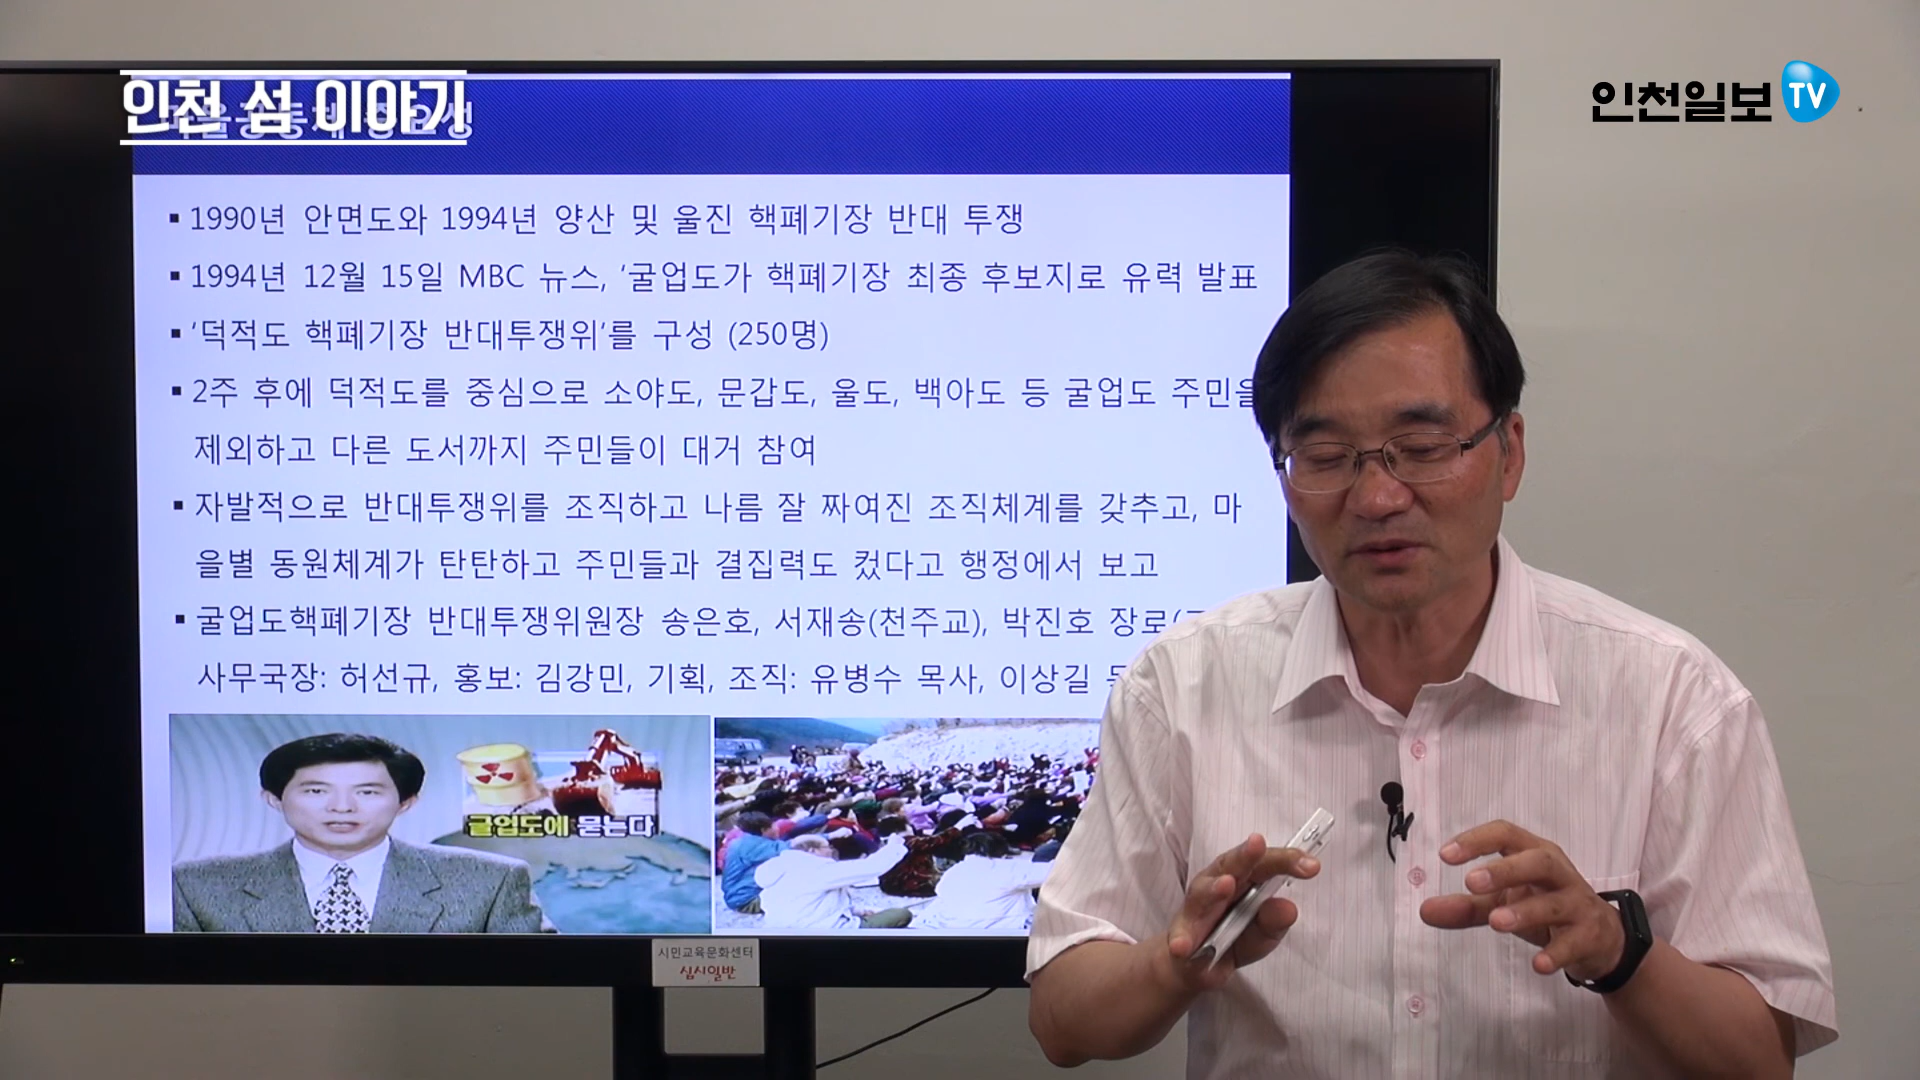 인천 섬 이야기
인천일보 TV
▪ 1990년 안면도와 1994년 양산 및 울진 핵폐기장 반대 투쟁
▪ 1994년 12월 15일 MBC 뉴스, ‘굴업도가 핵폐기장 최종 후보지로 유력 발표
▪ ‘덕적도 핵폐기장 반대투쟁위’를 구성 (250명)
▪ 2주 후에 덕적도를 중심으로 소야도, 문갑도, 울도, 백아도 등 굴업도 주민을
제외하고 다른 도서까지 주민들이 대거 참여
▪ 자발적으로 반대투쟁위를 조직하고 나름 잘 짜여진 조직체계를 갖추고, 마
을별 동원체계가 탄탄하고 주민들과 결집력도 컸다고 행정에서 보고
▪ 굴업도핵폐기장 반대투쟁위원장 송은호, 서재송(천주교), 박진호 장로(
사무국장: 허선규, 홍보: 김강민, 기획, 조직: 유병수 목사, 이상길
굴업도에 묻는다
시민교육문화센터
십시일반